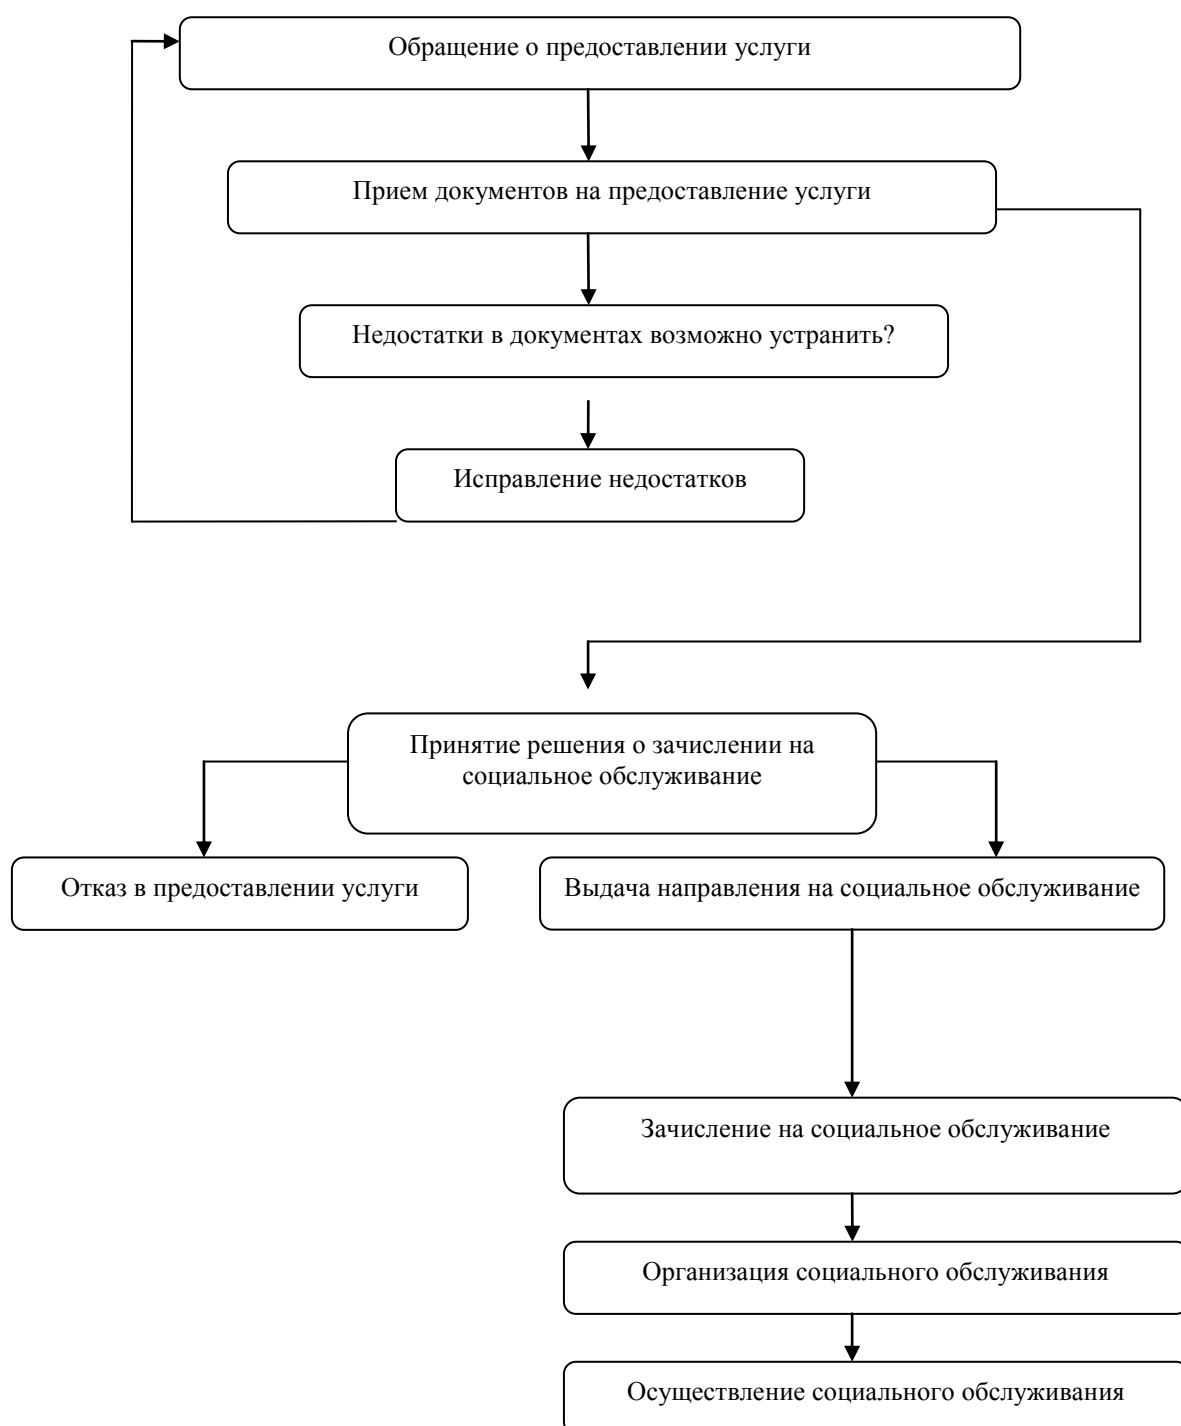 Обращение о предоставлении услуги
Прием документов на предоставление услуги
Недостатки в документах возможно устранить?
Исправление недостатков
Принятие решения о зачислении на
социальное обслуживание
Отказ в предоставлении услуги
Выдача направления на социальное обслуживание
Зачисление на социальное обслуживание
Организация социального обслуживания
Осуществление социального обслуживания